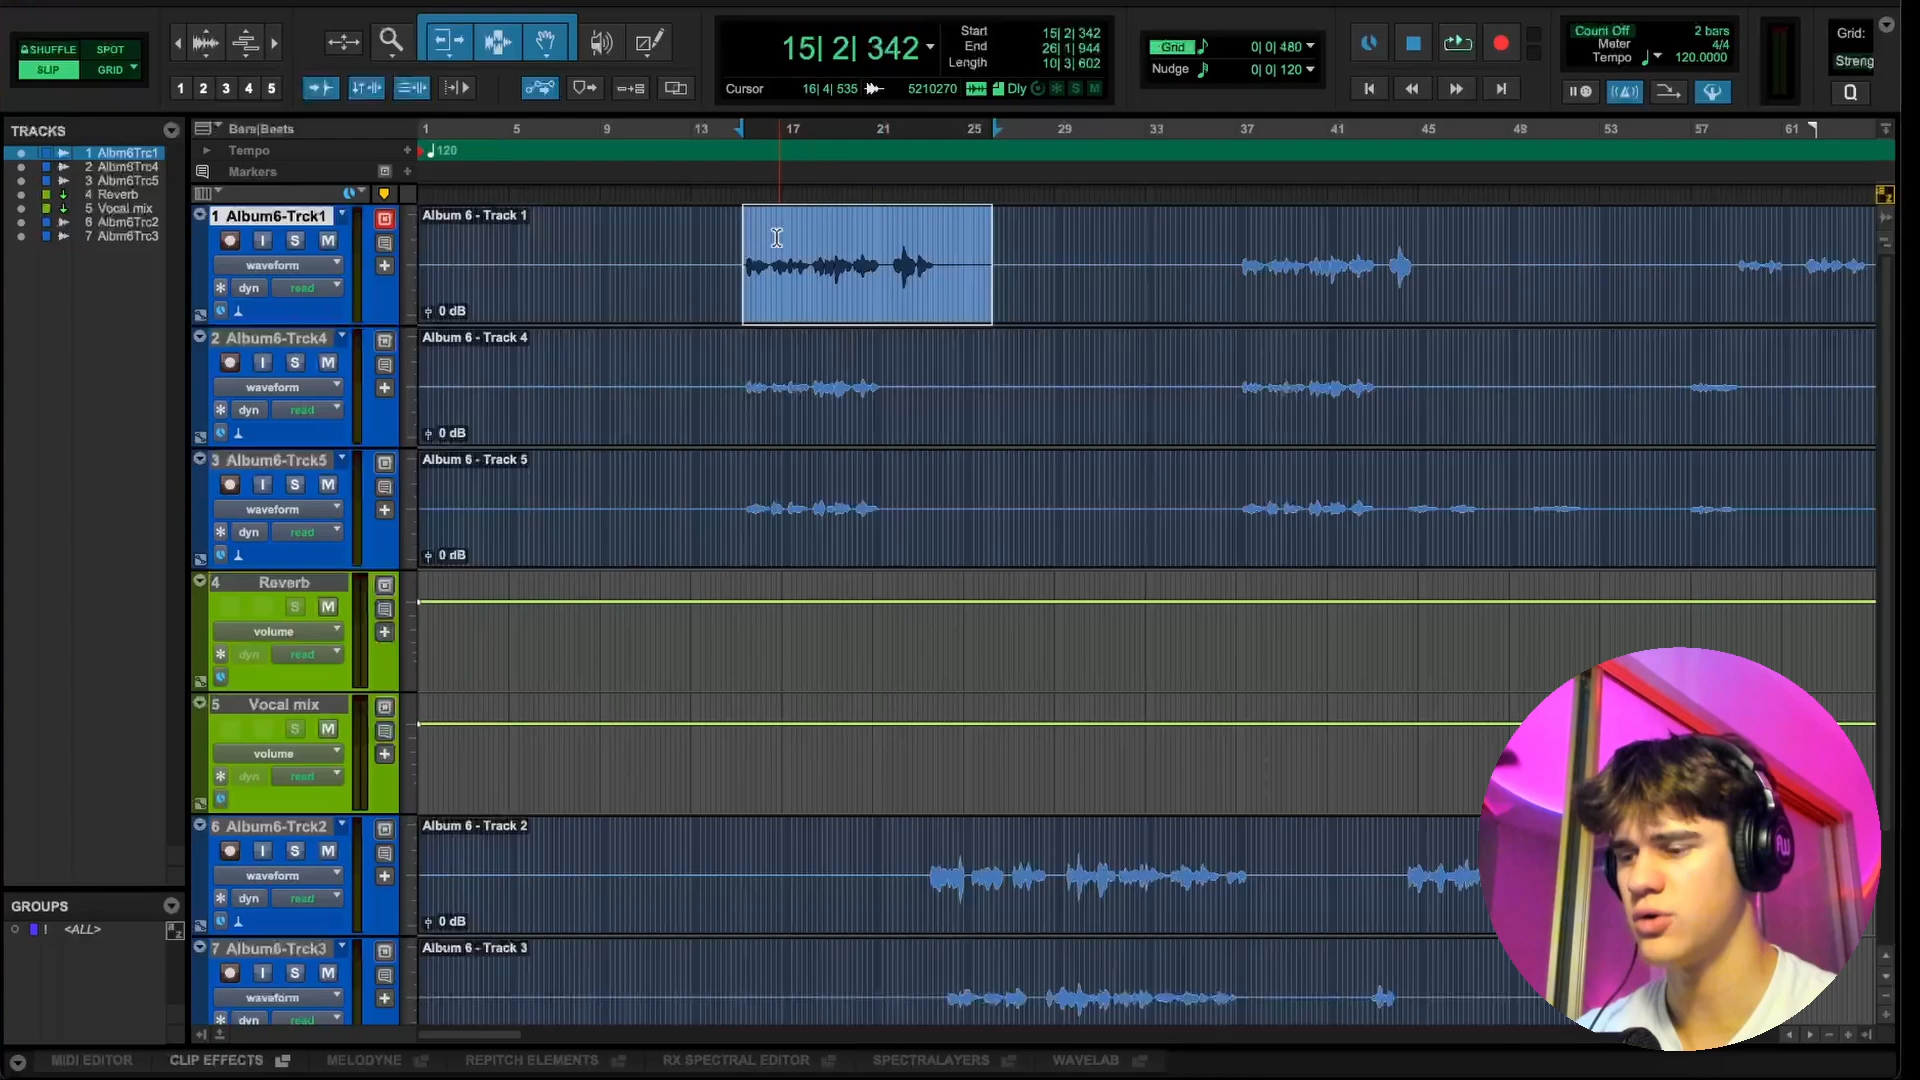 SHUFFLE SPOT
SLIP GRID
1 2 3 4 5
15| 2| 342
Start 15| 2| 342
End 26| 1| 944
Length 10| 3| 602
Cursor 16| 4| 535 5210270 Dly S M
Grid 0| 0| 480
Nudge 0| 0| 120
Count Off 2 bars
Meter 4/4
Tempo 120.0000
Grid:
Streng
Q
TRACKS
1 Albm6Trc1
2 Albm6Trc4
3 Albm6Trc5
4 Reverb
5 Vocal mix
6 Albm6Trc2
7 Albm6Trc3
GROUPS
! <ALL>
Bars|Beats 1 5 9 13 17 21 25 29 33 37 41 45 49 53 57 61
Tempo 120
Markers
1 Album6-Trck1
I S M
waveform
dyn read
Album 6 - Track 1
0 dB
2 Album6-Trck4
I S M
waveform
dyn read
Album 6 - Track 4
0 dB
3 Album6-Trck5
I S M
waveform
dyn read
Album 6 - Track 5
0 dB
4 Reverb
S M
volume
dyn read
5 Vocal mix
S M
volume
dyn read
6 Album6-Trck2
I S M
waveform
dyn read
Album 6 - Track 2
0 dB
7 Album6-Trck3
I S M
waveform
dyn read
Album 6 - Track 3
MIDI EDITOR CLIP EFFECTS MELODYNE REPITCH ELEMENTS RX SPECTRAL EDITOR SPECTRALAYERS WAVELAB